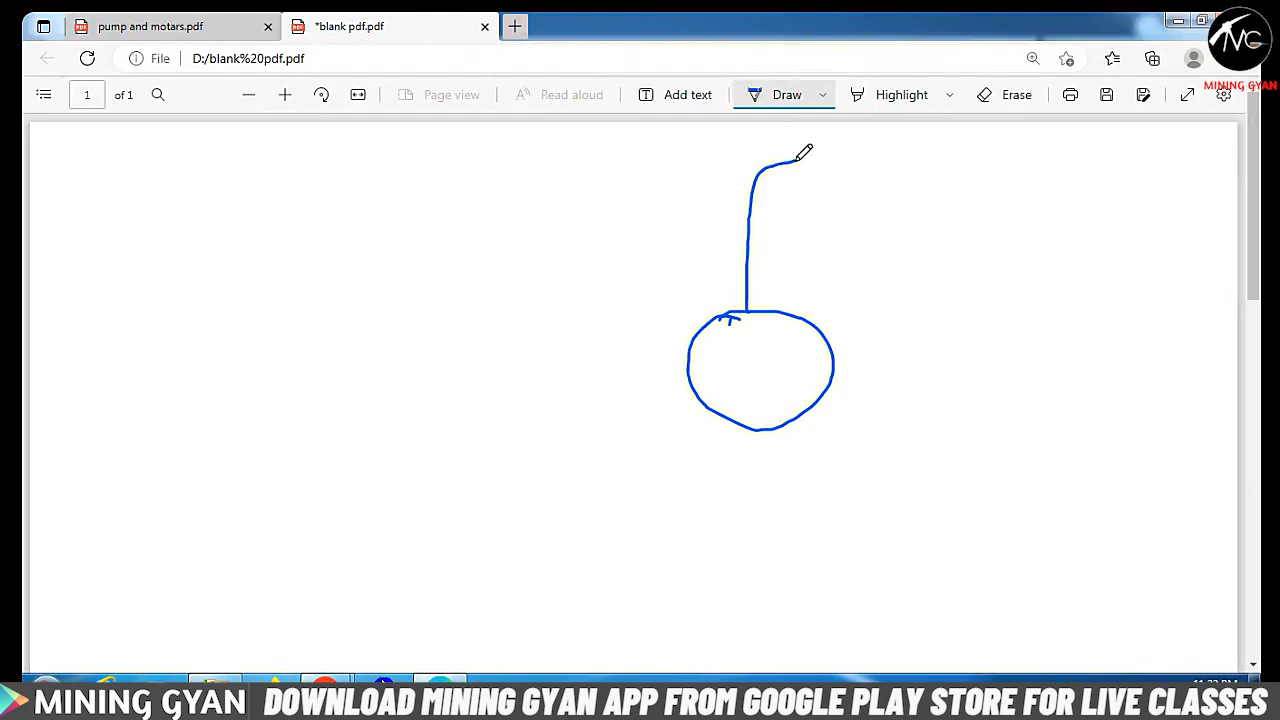 pump and motars.pdf
*blank pdf.pdf
MVG
MINING GYAN
File
D:/blank%20pdf.pdf
1 of 1
Page view
aloud
Add text
Draw
Highlight
Erase
MINING GYAN DOWNLOAD MINING GYAN APP FROM GOOGLE PLAY STORE FOR LIVE CLASSES